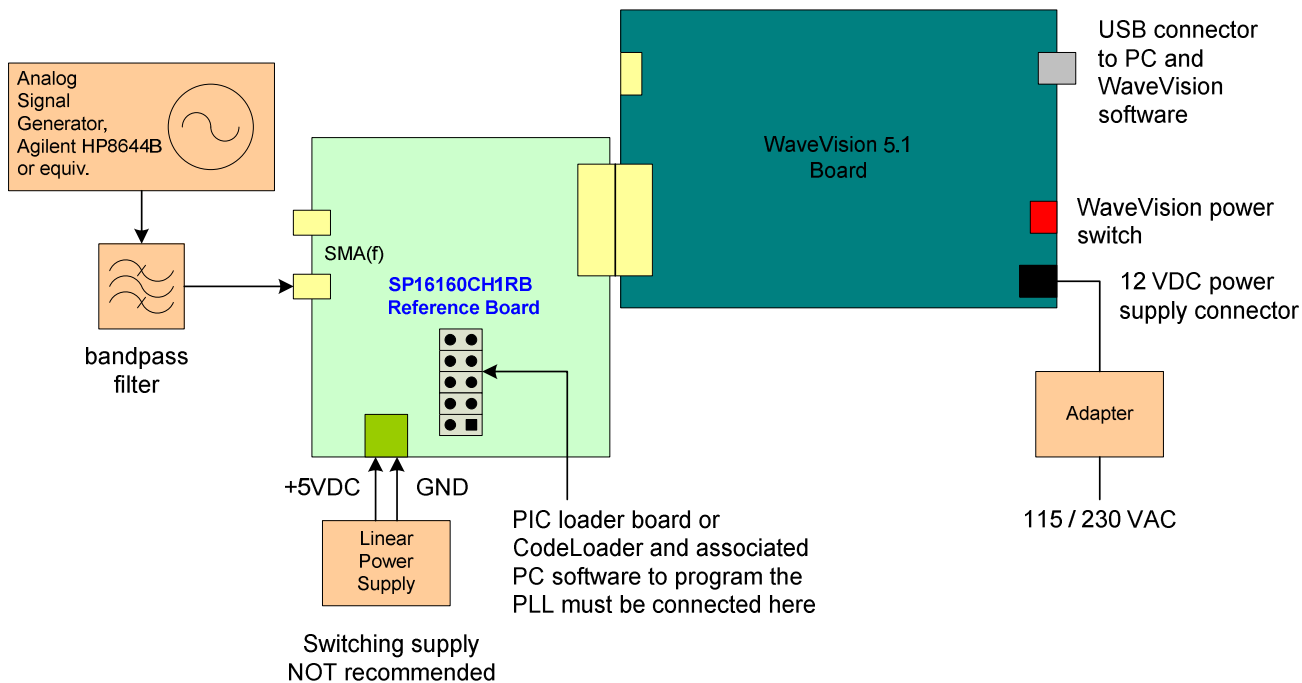 Analog
Signal
Generator,
Agilent HP8644B
or equiv.
bandpass
filter
SMA(f)
SP16160CH1RB
Reference Board
+5VDC
GND
Linear
Power
Supply
Switching supply
NOT recommended
PIC loader board or
CodeLoader and associated
PC software to program the
PLL must be connected here
WaveVision 5.1
Board
USB connector
to PC and
WaveVision
software
WaveVision power
switch
12 VDC power
supply connector
Adapter
115 / 230 VAC